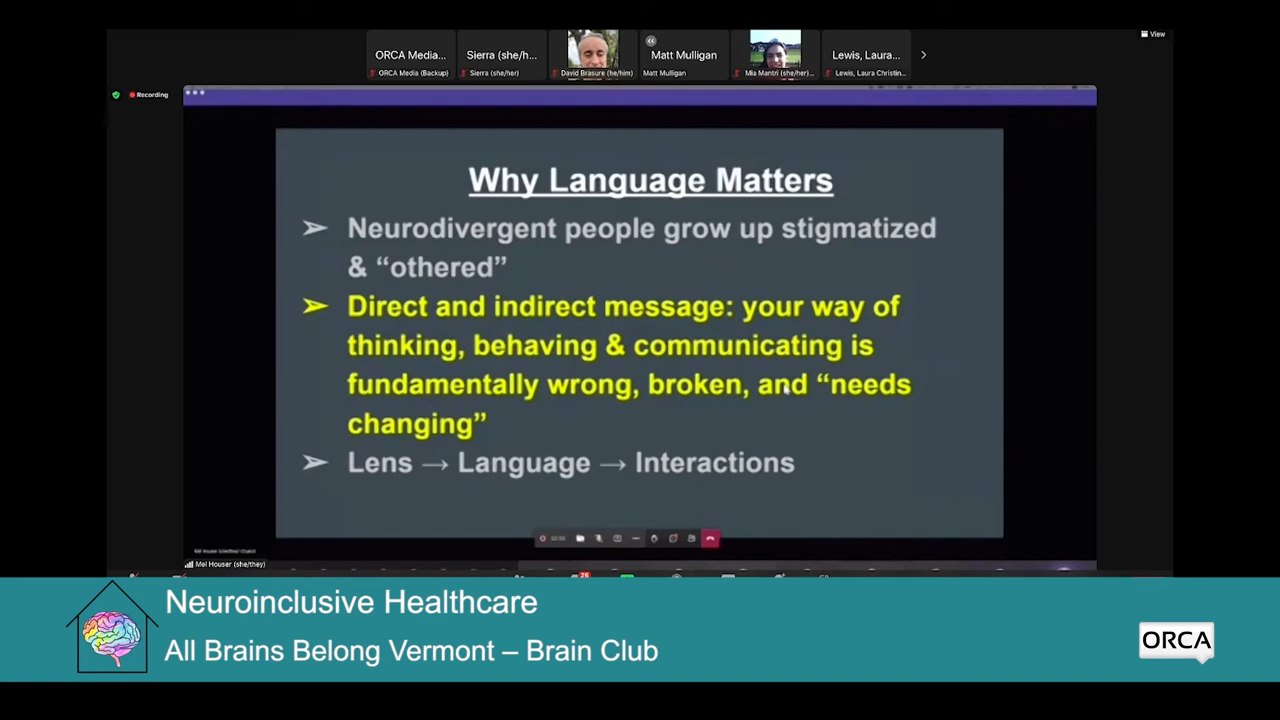 View
ORCA Media...
Sierra (she/h...
Matt Mulligan
Lewis, Laura...
ORCA Media (Backup)
Sierra (she/her)
David Brasure (he/him)
Matt Mulligan
Mia Mantri (she/her)...
Lewis, Laura Christin...
Recording
Why Language Matters
➢ Neurodivergent people grow up stigmatized
& “othered”
➢ Direct and indirect message: your way of
thinking, behaving & communicating is
fundamentally wrong, broken, and “needs
changing”
➢ Lens → Language → Interactions
Mel Houser (she/they)
26
Neuroinclusive Healthcare
All Brains Belong Vermont – Brain Club
ORCA